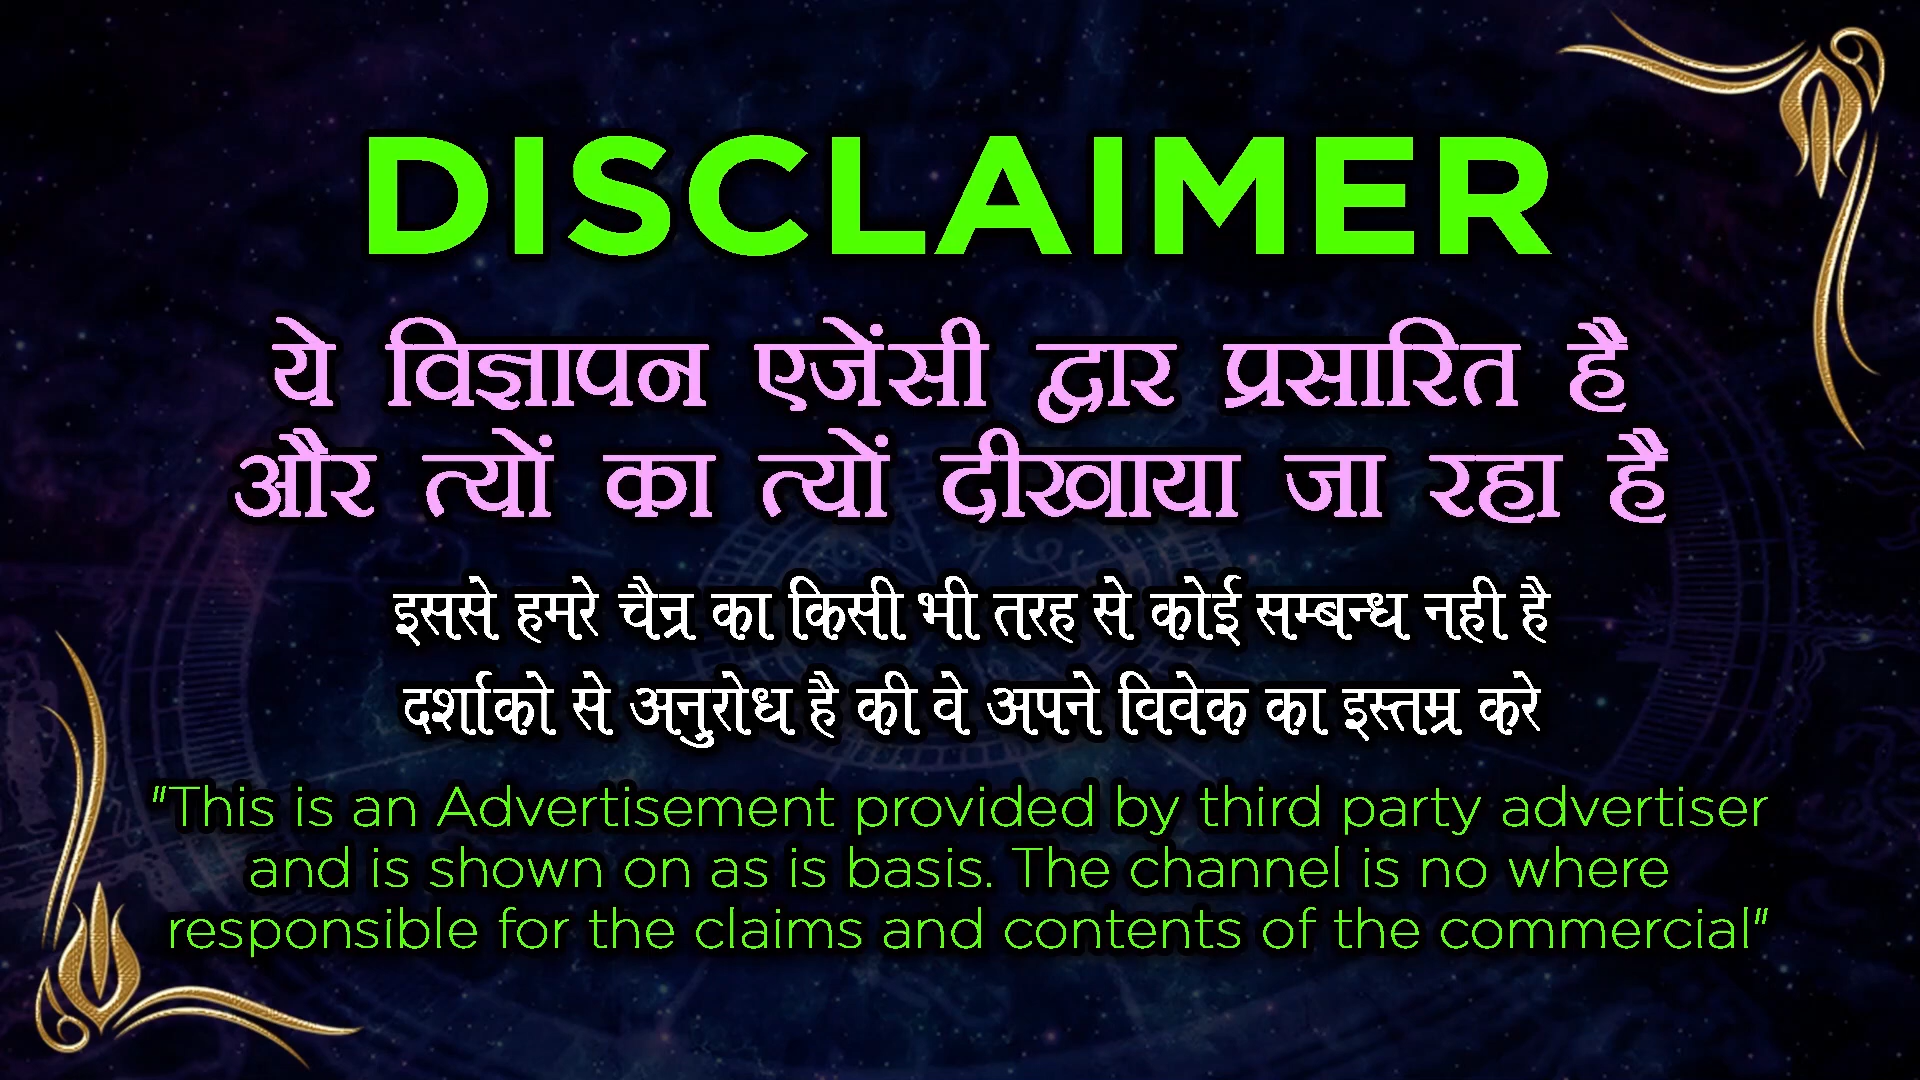 DISCLAIMER
ये विज्ञापन एजेंसी द्वार प्रसारित है
और त्यों का त्यों दीखाया जा रहा है
इससे हमरे चैन्र का किसी भी तरह से कोई सम्बन्ध नही है
दर्शाको से अनुरोध है की वे अपने विवेक का इस्तम्र करे
"This is an Advertisement provided by third party advertiser
and is shown on as is basis. The channel is no where
responsible for the claims and contents of the commercial"